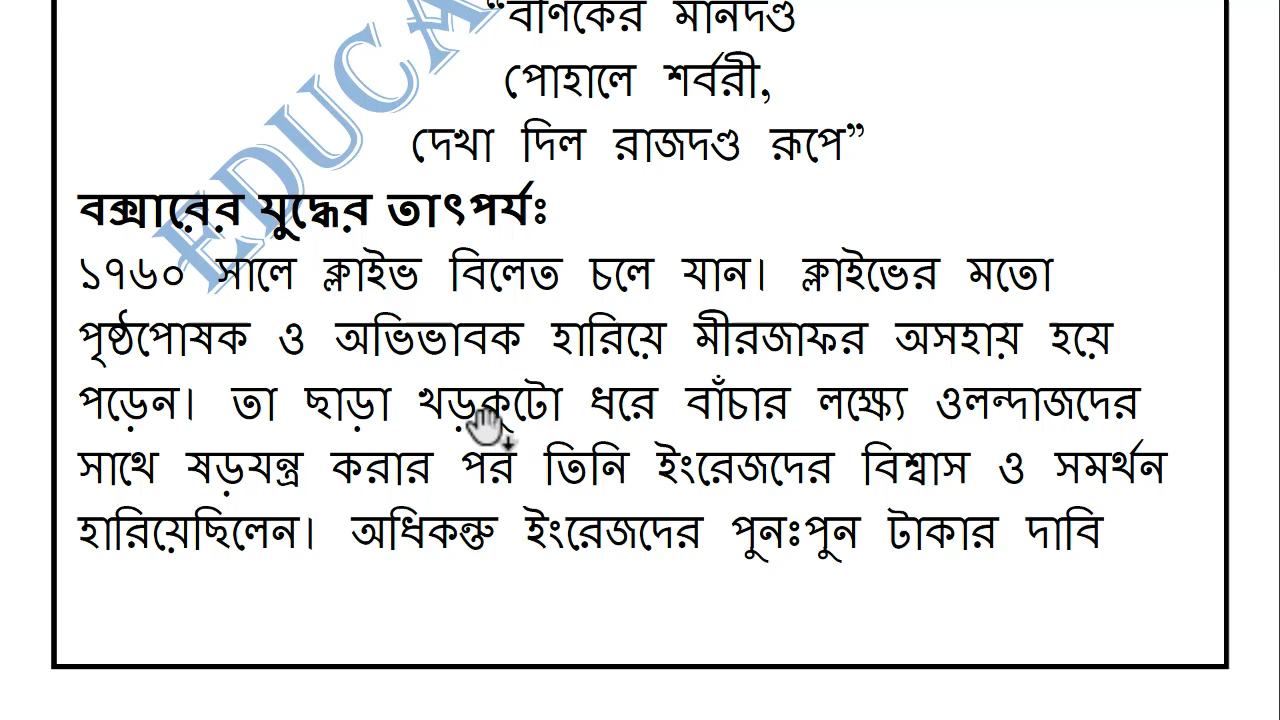 “বণিকের মানদণ্ড
পোহালে শর্বরী,
দেখা দিল রাজদণ্ড রূপে”
বক্সারের যুদ্ধের তাৎপর্যঃ
১৭৬০ সালে ক্লাইভ বিলেত চলে যান। ক্লাইভের মতো
পৃষ্ঠপোষক ও অভিভাবক হারিয়ে মীরজাফর অসহায় হয়ে
পড়েন। তা ছাড়া খড়কুটো ধরে বাঁচার লক্ষ্যে ওলন্দাজদের
সাথে ষড়যন্ত্র করার পর তিনি ইংরেজদের বিশ্বাস ও সমর্থন
হারিয়েছিলেন। অধিকন্তু ইংরেজদের পুনঃপুন টাকার দাবি
EDUCA